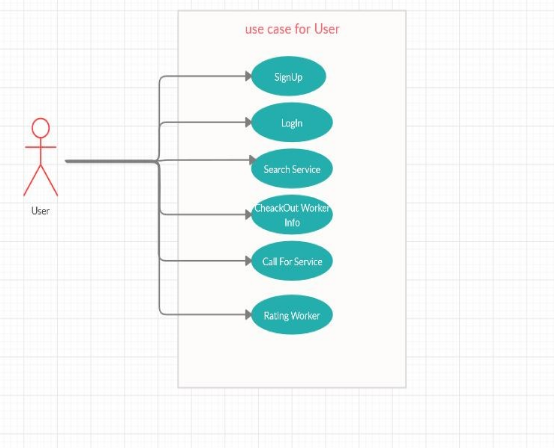 use case for User
SignUp
LogIn
Search Service
CheackOut Worker
Info
Call For Service
Rating Worker
User